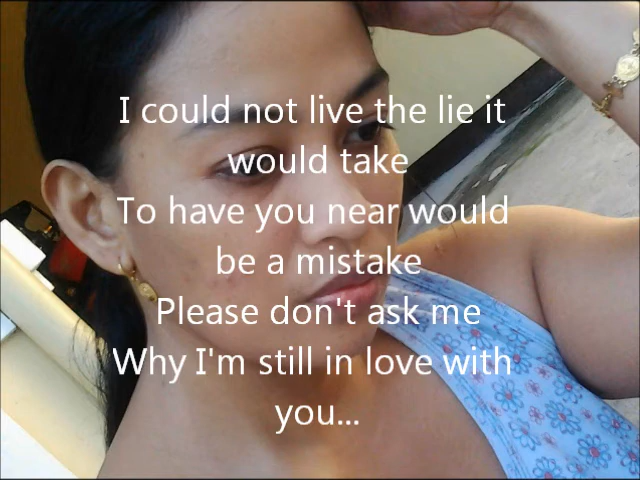 I could not live the lie it
would take
To have you near would
be a mistake
Please don't ask me
Why I'm still in love with
you...